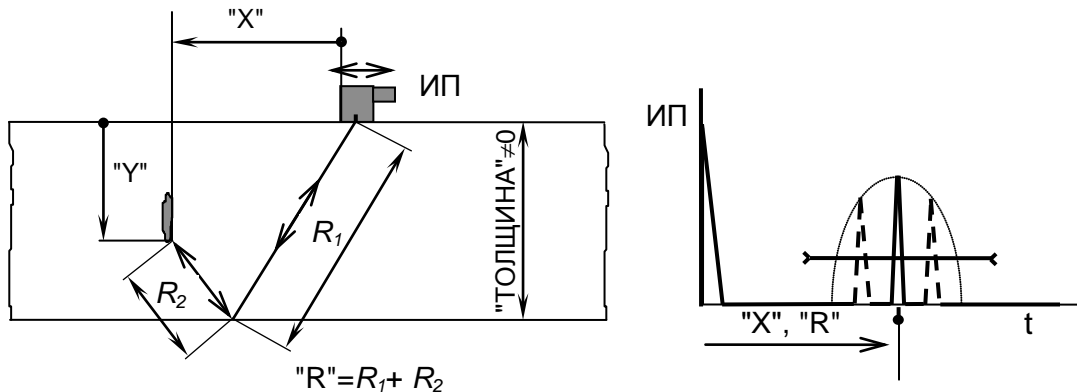 "X"
ИП
"Y"
R₁
R₂
"ТОЛЩИНА"≠0
"R"=R₁+ R₂
ИП
"X", "R"
t